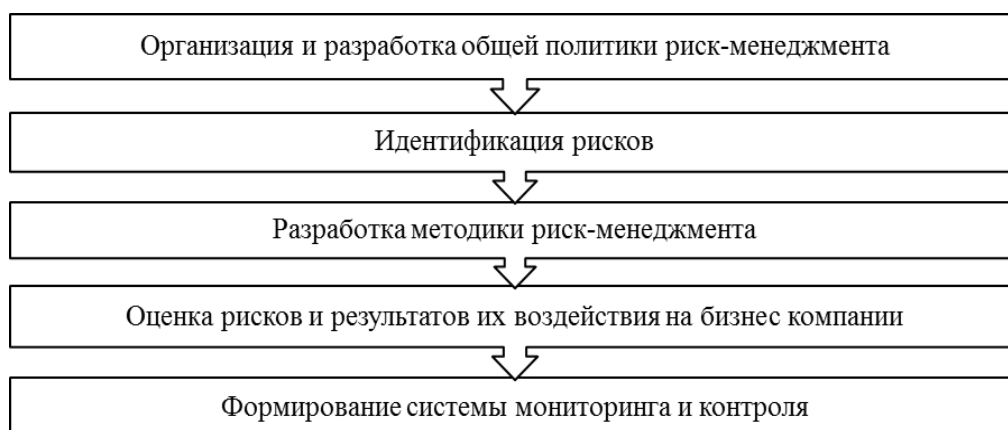 Организация и разработка общей политики риск-менеджмента
Идентификация рисков
Разработка методики риск-менеджмента
Оценка рисков и результатов их воздействия на бизнес компании
Формирование системы мониторинга и контроля